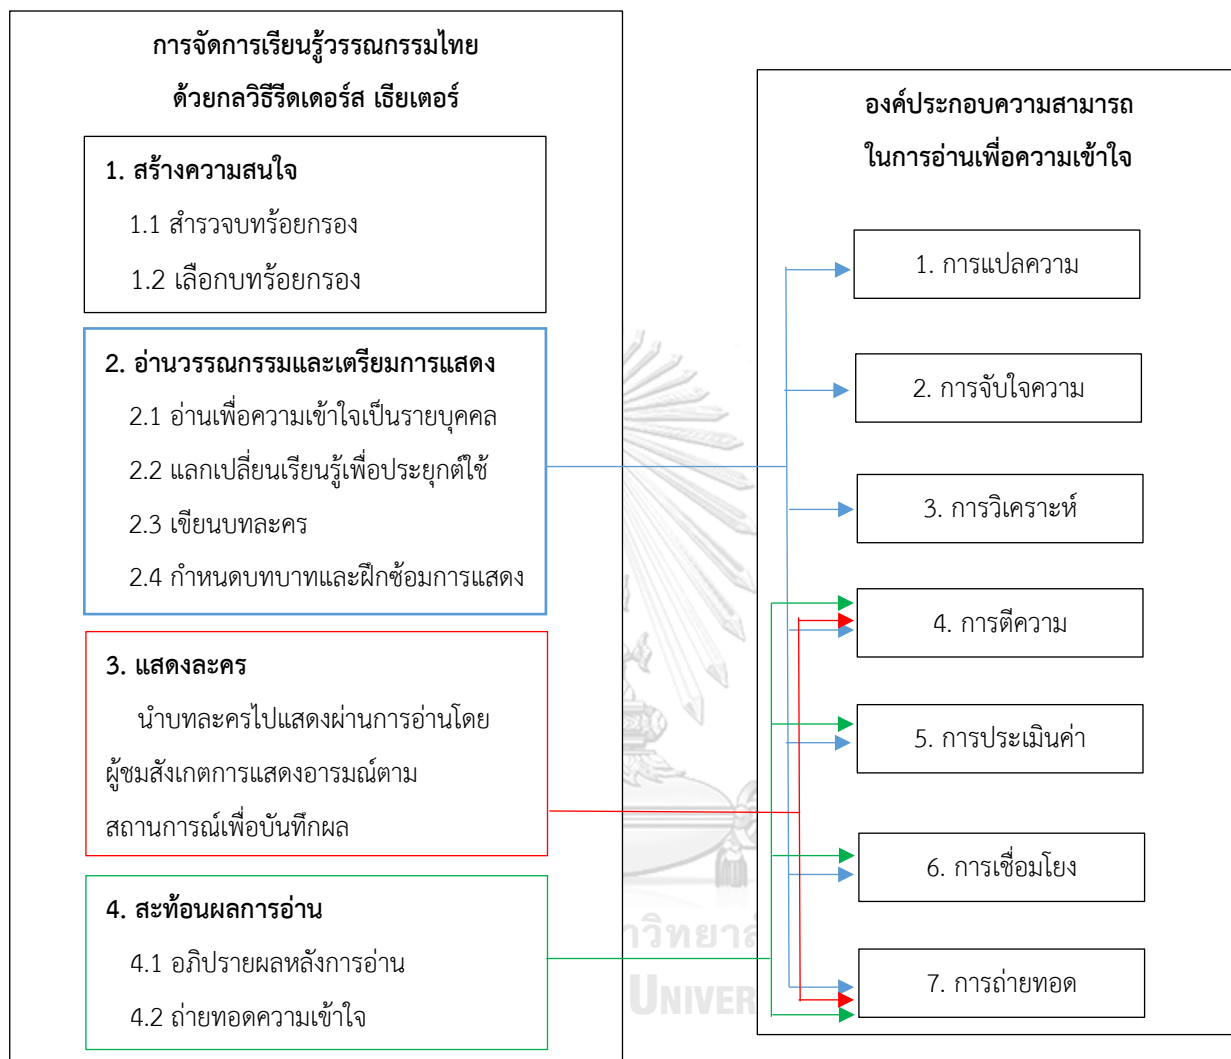 การจัดการเรียนรู้วรรณกรรมไทย
ด้วยกลวิธีรีดเดอร์ส เธียเตอร์
1. สร้างความสนใจ
1.1 สำรวจบทร้อยกรอง
1.2 เลือกบทร้อยกรอง
2. อ่านวรรณกรรมและเตรียมการแสดง
2.1 อ่านเพื่อความเข้าใจเป็นรายบุคคล
2.2 แลกเปลี่ยนเรียนรู้เพื่อประยุกต์ใช้
2.3 เขียนบทละคร
2.4 กำหนดบทบาทและฝึกซ้อมการแสดง
3. แสดงละคร
นำบทละครไปแสดงผ่านการอ่านโดย
ผู้ชมสังเกตการแสดงอารมณ์ตาม
สถานการณ์เพื่อบันทึกผล
4. สะท้อนผลการอ่าน
4.1 อภิปรายผลหลังการอ่าน
4.2 ถ่ายทอดความเข้าใจ
องค์ประกอบความสามารถ
ในการอ่านเพื่อความเข้าใจ
1. การแปลความ
2. การจับใจความ
3. การวิเคราะห์
4. การตีความ
5. การประเมินค่า
6. การเชื่อมโยง
7. การถ่ายทอด
าวิทยาลั
UNIVER